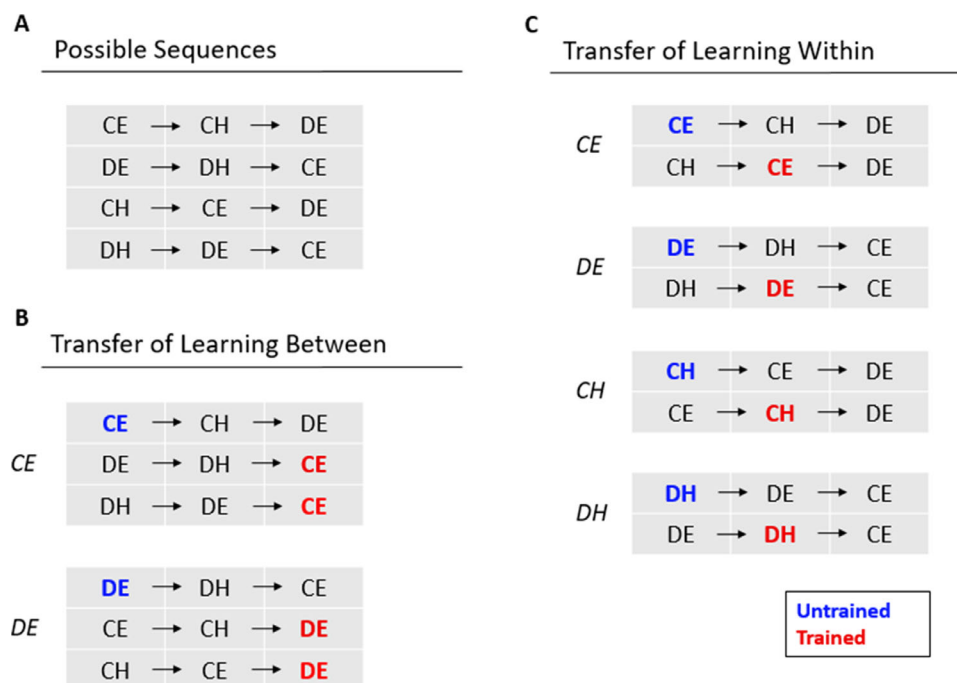 A
Possible Sequences
CE → CH → DE
DE → DH → CE
CH → CE → DE
DH → DE → CE
B
Transfer of Learning Between
CE
CE → CH → DE
DE → DH → CE
DH → DE → CE
DE
DE → DH → CE
CE → CH → DE
CH → CE → DE
C
Transfer of Learning Within
CE
CE → CH → DE
CH → CE → DE
DE
DE → DH → CE
DH → DE → CE
CH
CH → CE → DE
CE → CH → DE
DH
DH → DE → CE
DE → DH → CE
Untrained
Trained